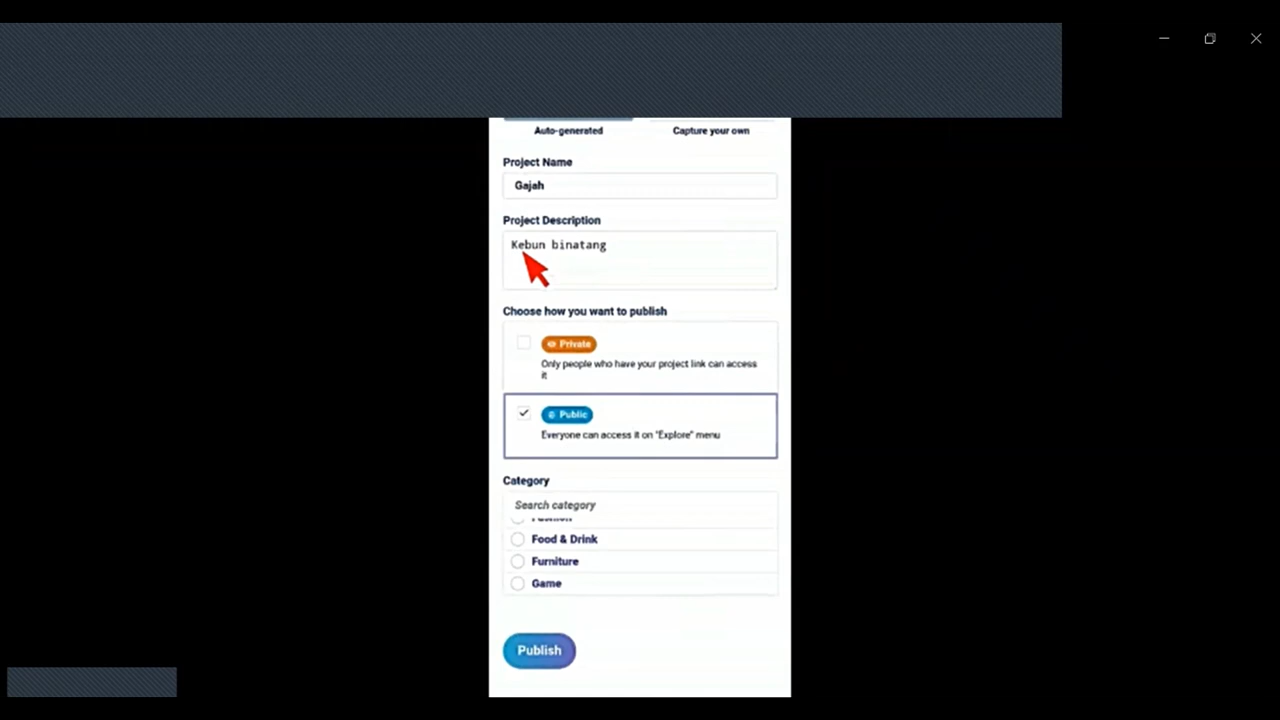 Auto-generated
Capture your own
Project Name
Gajah
Project Description
Kebun binatang
Choose how you want to publish
Private
Only people who have your project link can access
it
Public
Everyone can access it on "Explore" menu
Category
Search category
Fashion
Food & Drink
Furniture
Game
Publish